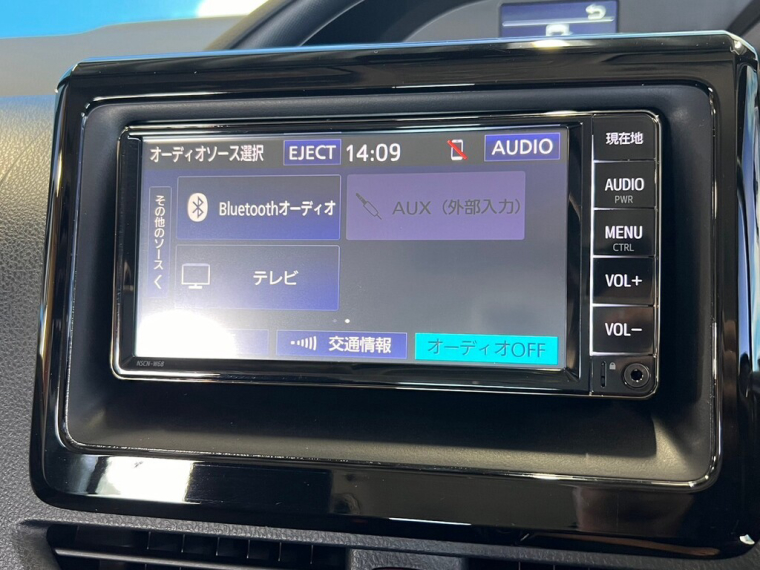 オーディオソース選択 EJECT 14:09 AUDIO
その他のソース
Bluetoothオーディオ
AUX（外部入力）
テレビ
交通情報
オーディオOFF
現在地
AUDIO
PWR
MENU
CTRL
VOL+
VOL−
NSCN-W68